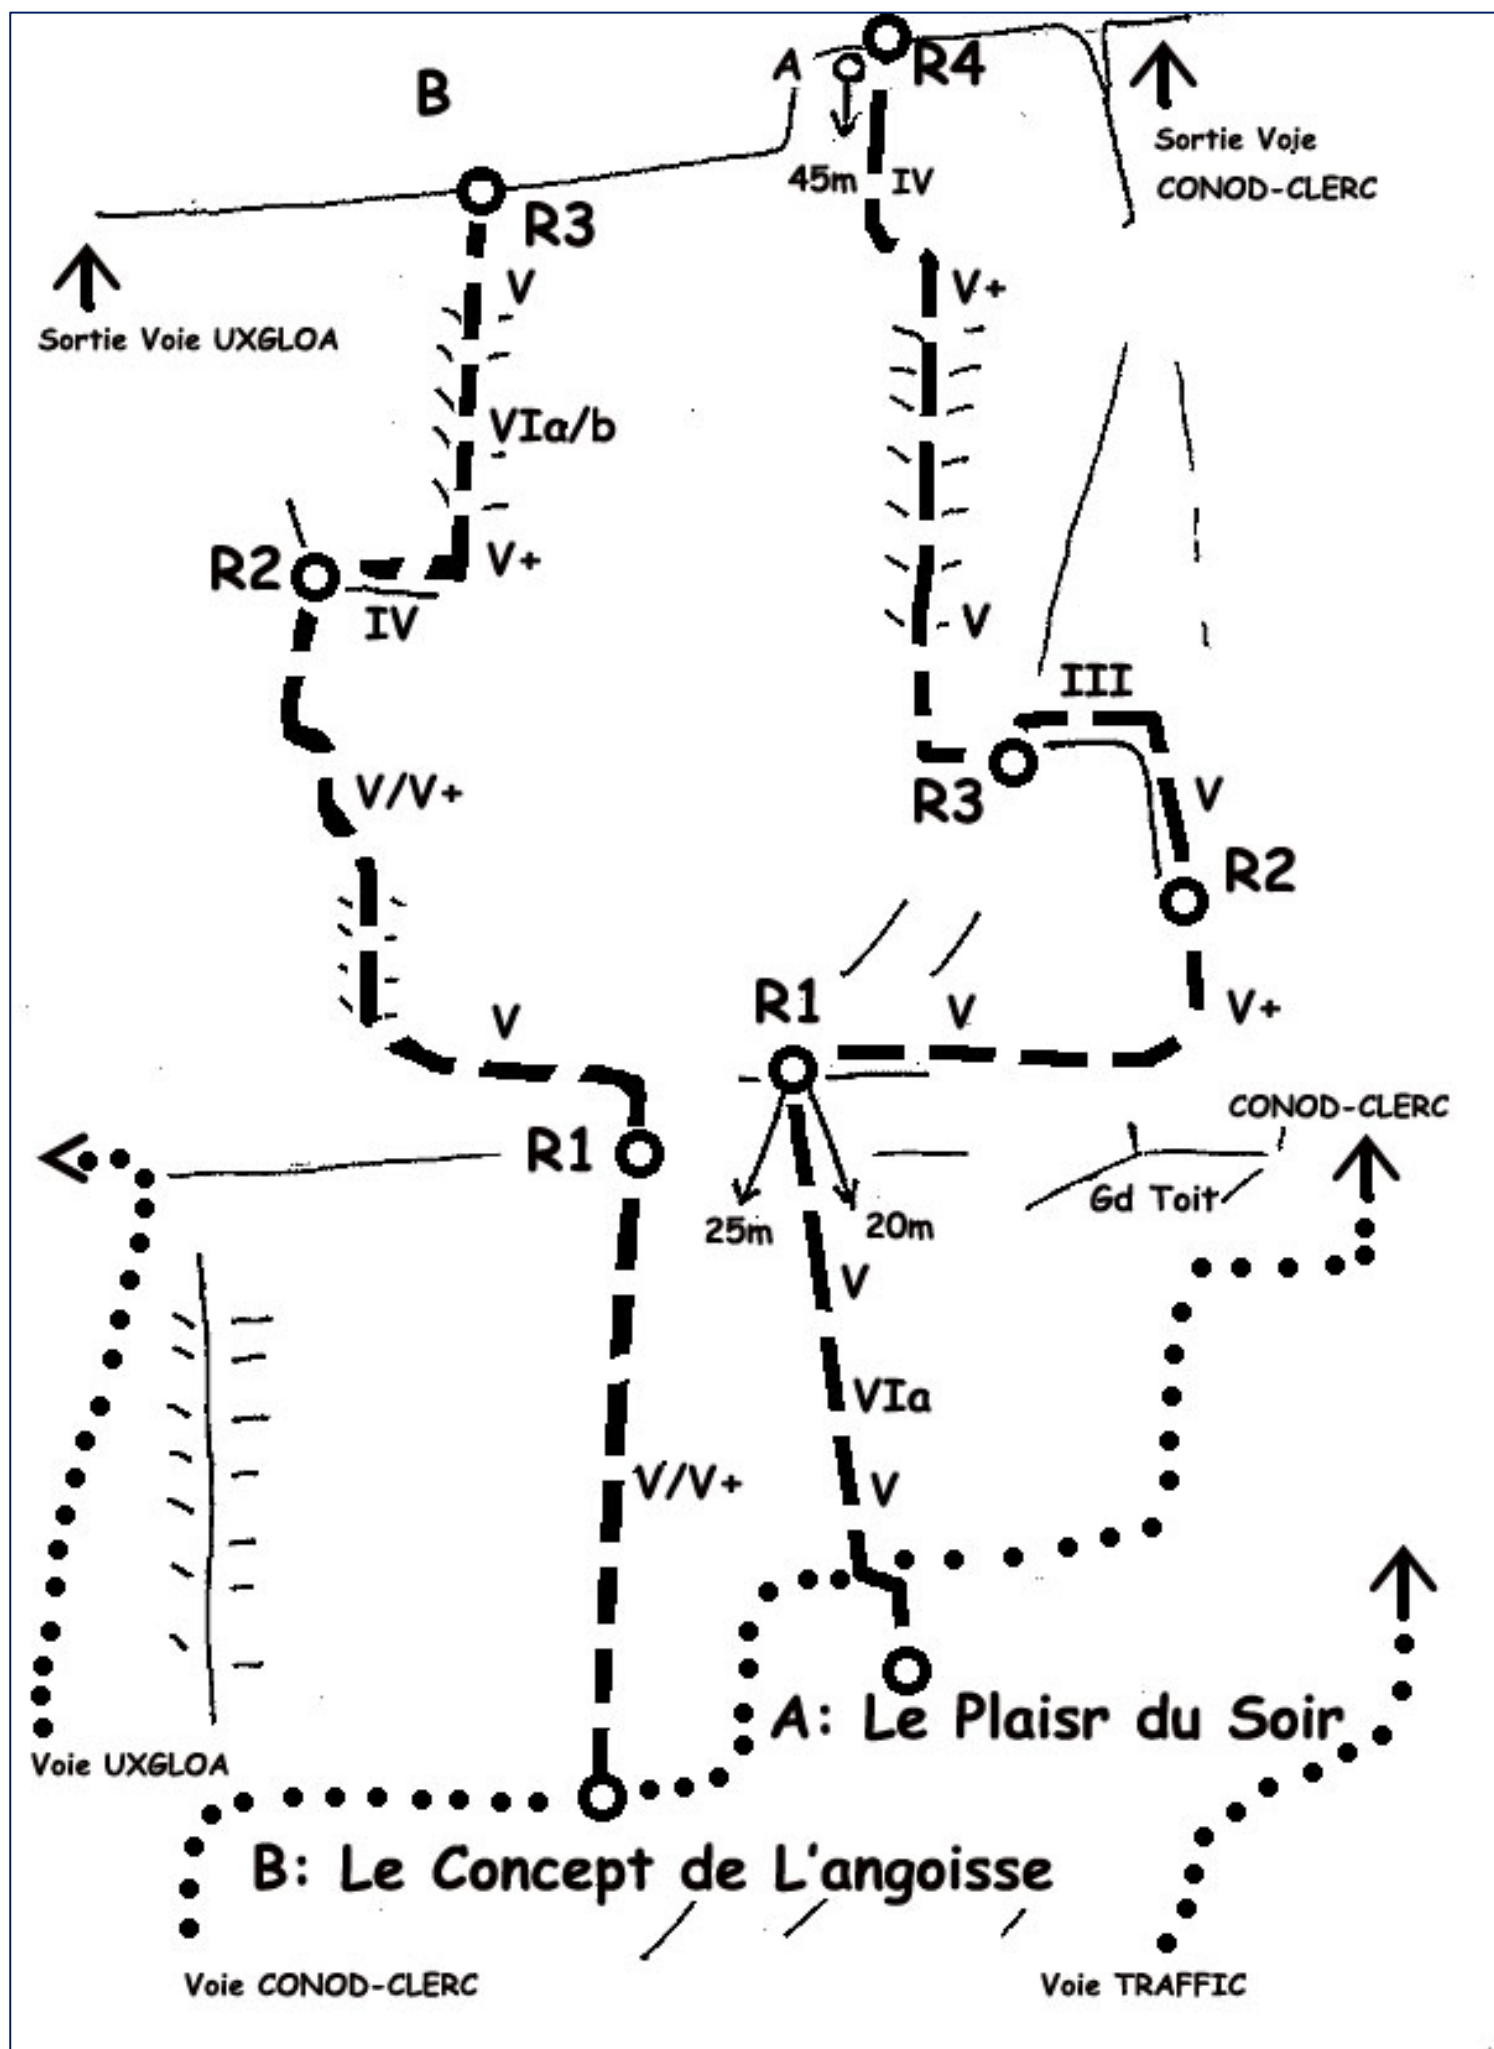 R4
A
B
Sortie Voie
45m
IV
CONOD-CLERC
R3
V
V+
Sortie Voie UXGLOA
VIa/b
V+
R2
IV
V
III
V/V+
R3
V
R2
R1
V
V
V+
CONOD-CLERC
R1
Gd Toit
25m
20m
V
VIa
V/V+
V
A: Le Plaisr du Soir
Voie UXGLOA
B: Le Concept de L'angoisse
Voie CONOD-CLERC
Voie TRAFFIC